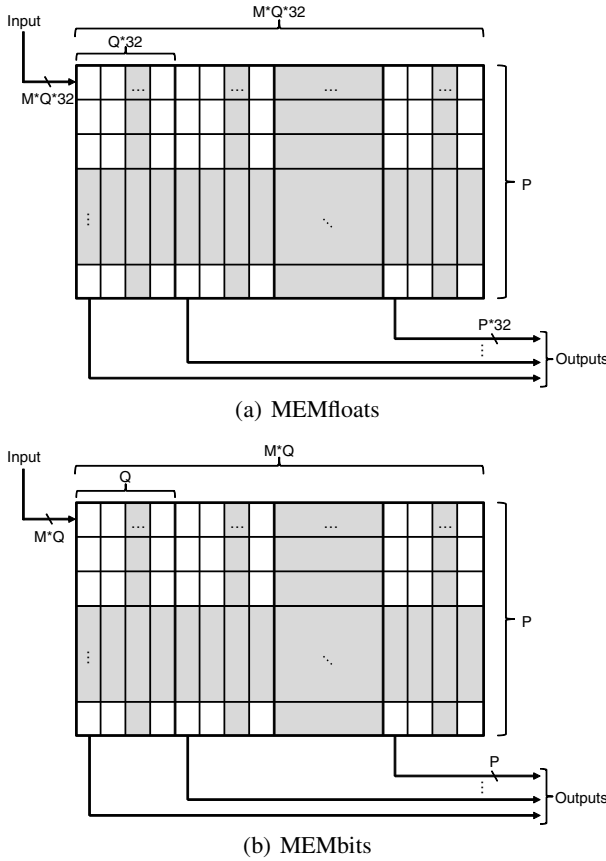 Input
M*Q*32
Q*32
M*Q*32
... ... ... ...
P
⋮
⋱
P*32
⋮
Outputs
(a) MEMfloats
Input
M*Q
Q
M*Q
... ... ... ...
P
⋮
⋱
P
⋮
Outputs
(b) MEMbits